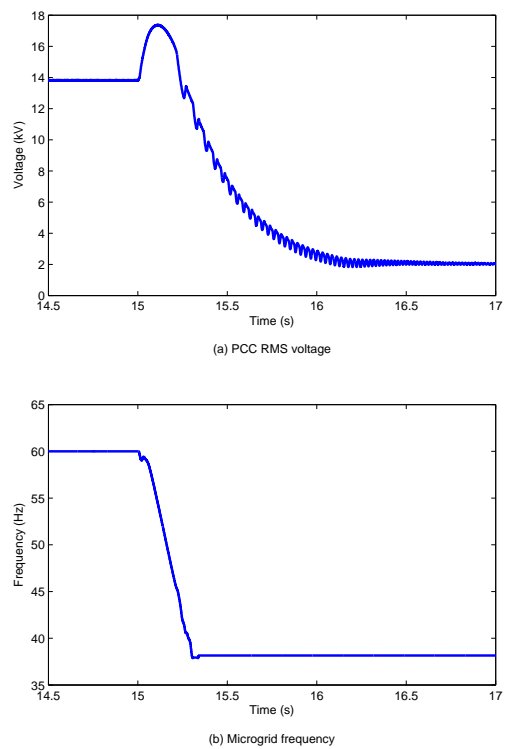 18
16
14
12
10
8
6
4
2
0
Voltage (kV)
14.5 15 15.5 16 16.5 17
Time (s)
(a) PCC RMS voltage
65
60
55
50
45
40
35
Frequency (Hz)
14.5 15 15.5 16 16.5 17
Time (s)
(b) Microgrid frequency